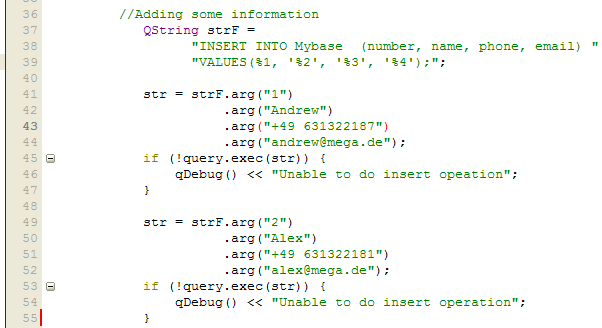 36 //Adding some information
37 QString strF =
38 "INSERT INTO Mybase  (number, name, phone, email) "
39 "VALUES(%1, '%2', '%3', '%4');";
40
41 str = strF.arg("1")
42 .arg("Andrew")
43 .arg("+49 631322187")
44 .arg("andrew@mega.de");
45 if (!query.exec(str)) {
46 qDebug() << "Unable to do insert opeation";
47 }
48
49 str = strF.arg("2")
50 .arg("Alex")
51 .arg("+49 631322181")
52 .arg("alex@mega.de");
53 if (!query.exec(str)) {
54 qDebug() << "Unable to do insert operation";
55 }